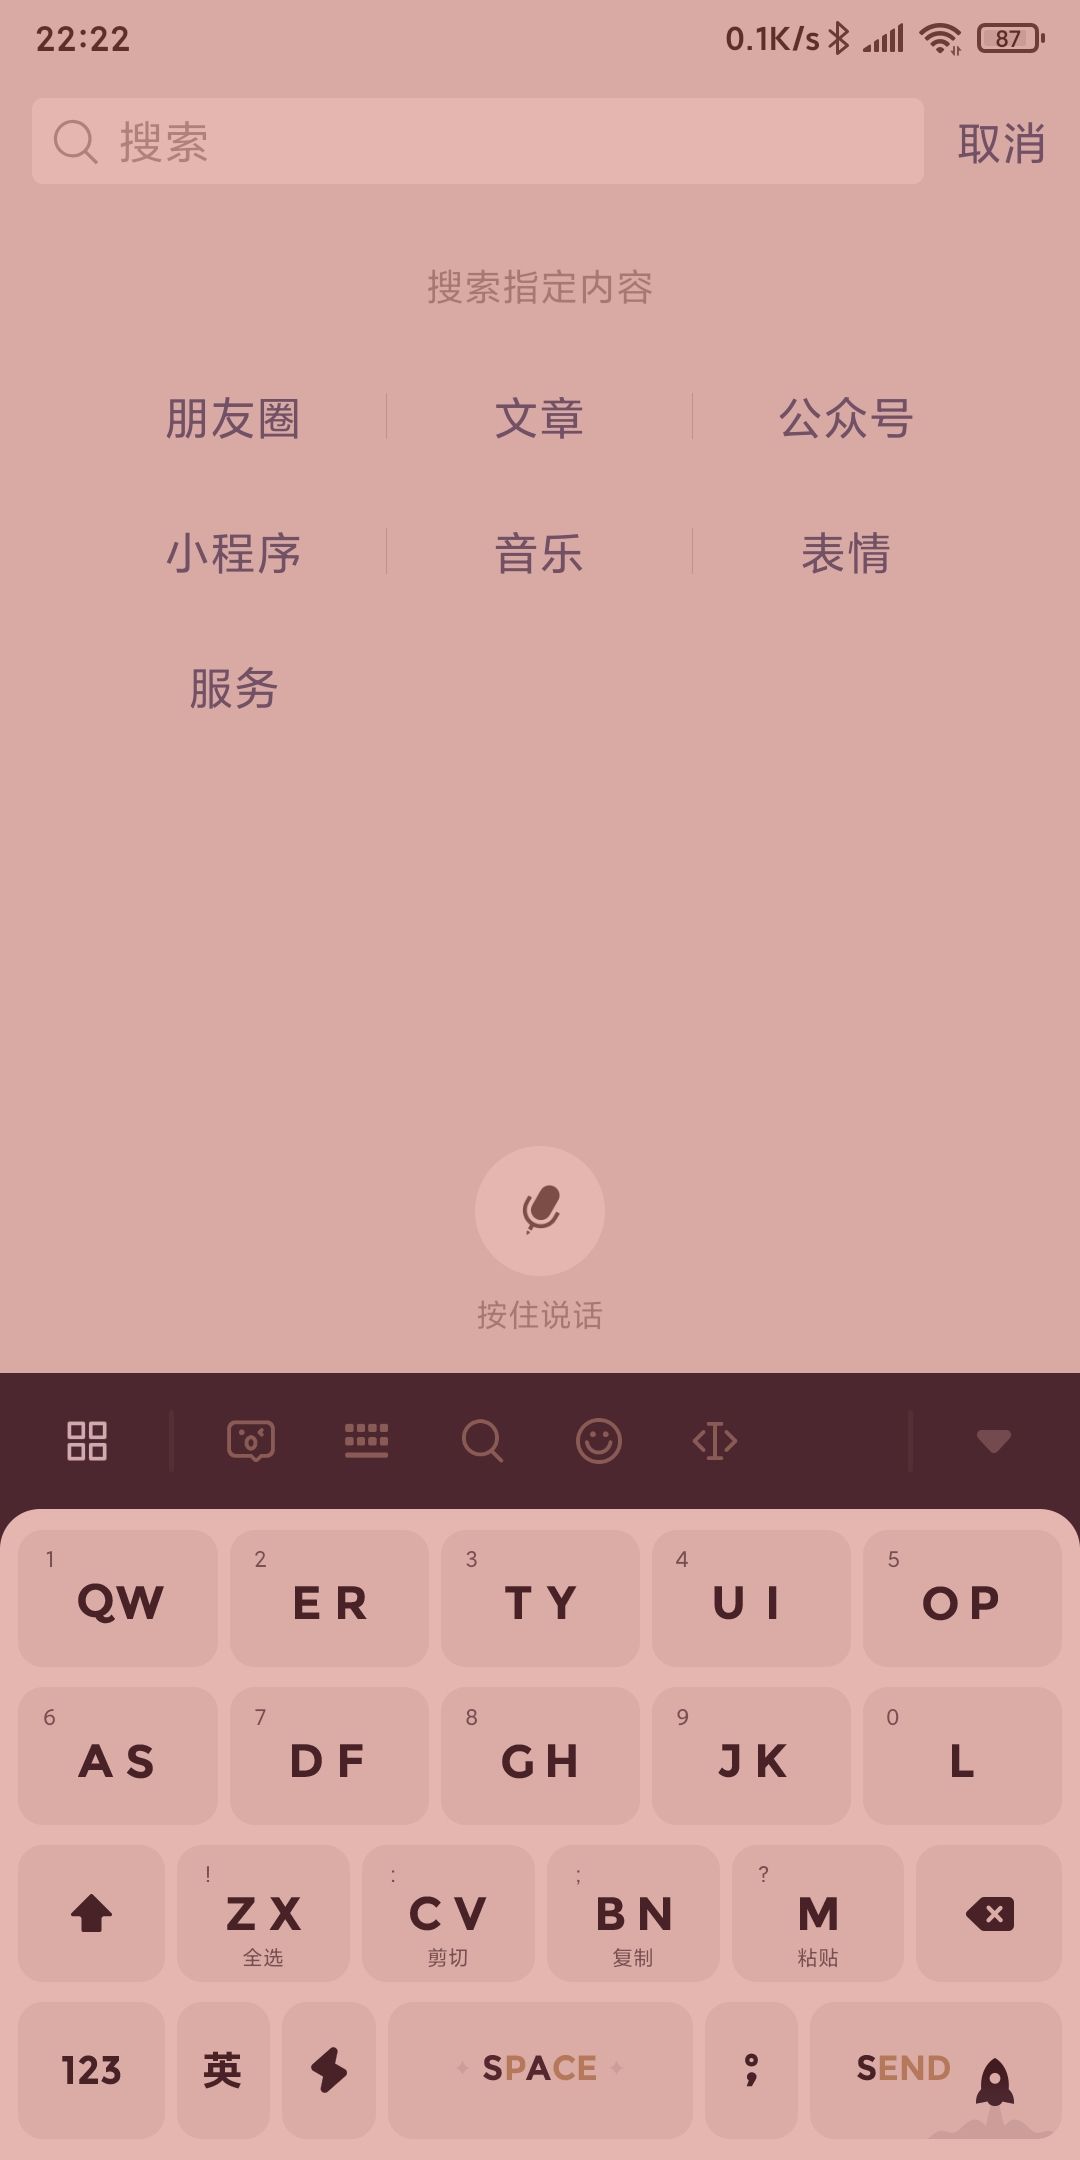 22:22 0.1K/s 87
搜索 取消
搜索指定内容
朋友圈 文章 公众号
小程序 音乐 表情
服务
按住说话
1 2 3 4 5
QW ER TY UI OP
6 7 8 9 0
AS DF GH JK L
! : ; ?
ZX CV BN M
全选 剪切 复制 粘贴
123 英 SPACE ; SEND